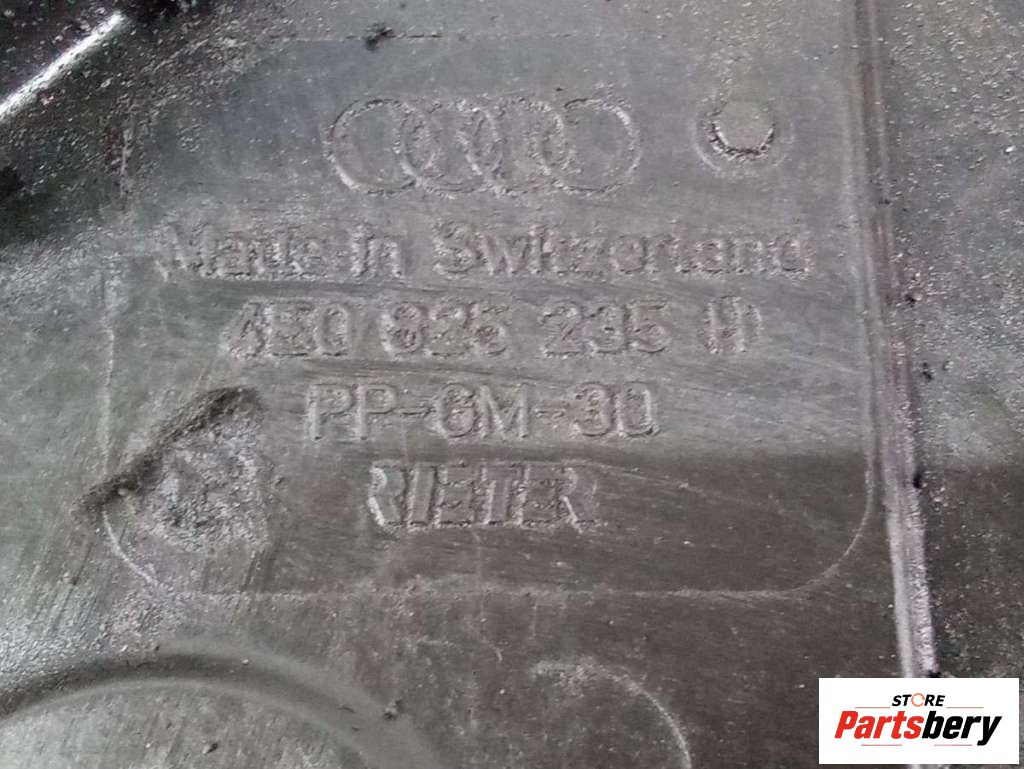 Made in Switzerland
4E0 825 235 H
PP-GM-30
RIETER
STORE
Partsbery